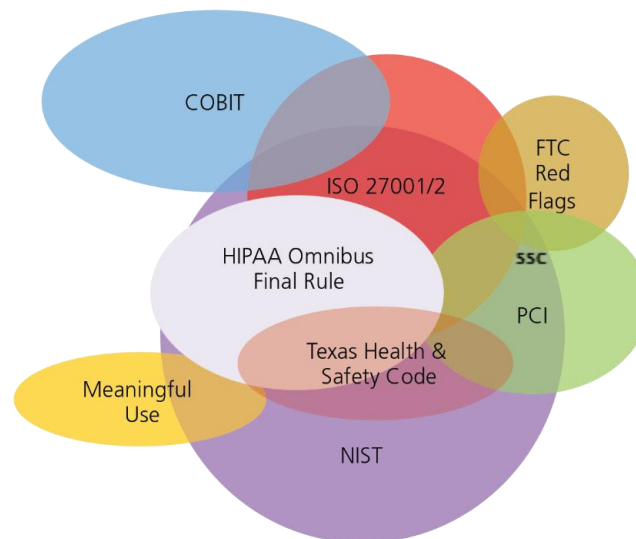 COBIT
FTC
Red
Flags
ISO 27001/2
HIPAA Omnibus
Final Rule
SSC
PCI
Texas Health &
Safety Code
Meaningful
Use
NIST